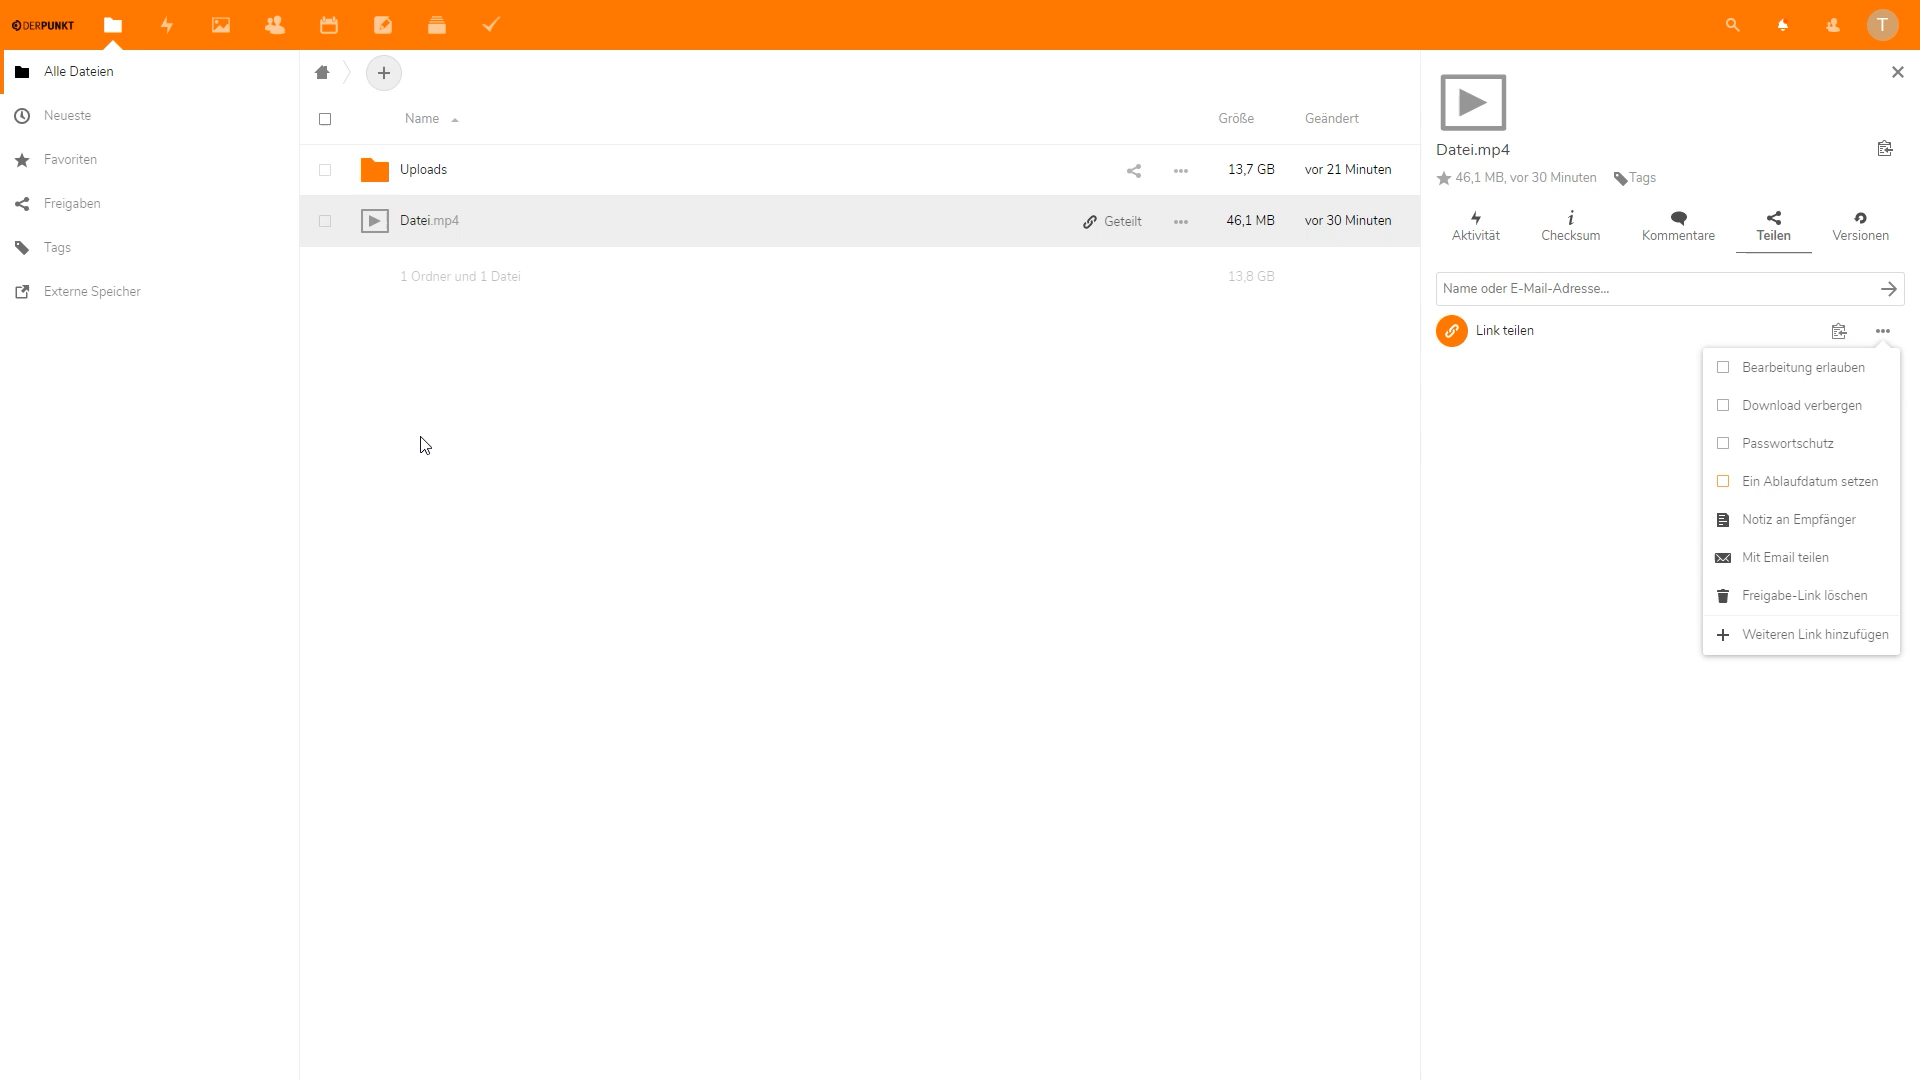 DERPUNKT
T
Alle Dateien
Neueste
Favoriten
Freigaben
Tags
Externe Speicher
Name
Größe
Geändert
Uploads
13,7 GB
vor 21 Minuten
Datei.mp4
Geteilt
46,1 MB
vor 30 Minuten
1 Ordner und 1 Datei
13,8 GB
Datei.mp4
46,1 MB, vor 30 Minuten
Tags
Aktivität
Checksum
Kommentare
Teilen
Versionen
Name oder E-Mail-Adresse...
Link teilen
Bearbeitung erlauben
Download verbergen
Passwortschutz
Ein Ablaufdatum setzen
Notiz an Empfänger
Mit Email teilen
Freigabe-Link löschen
Weiteren Link hinzufügen